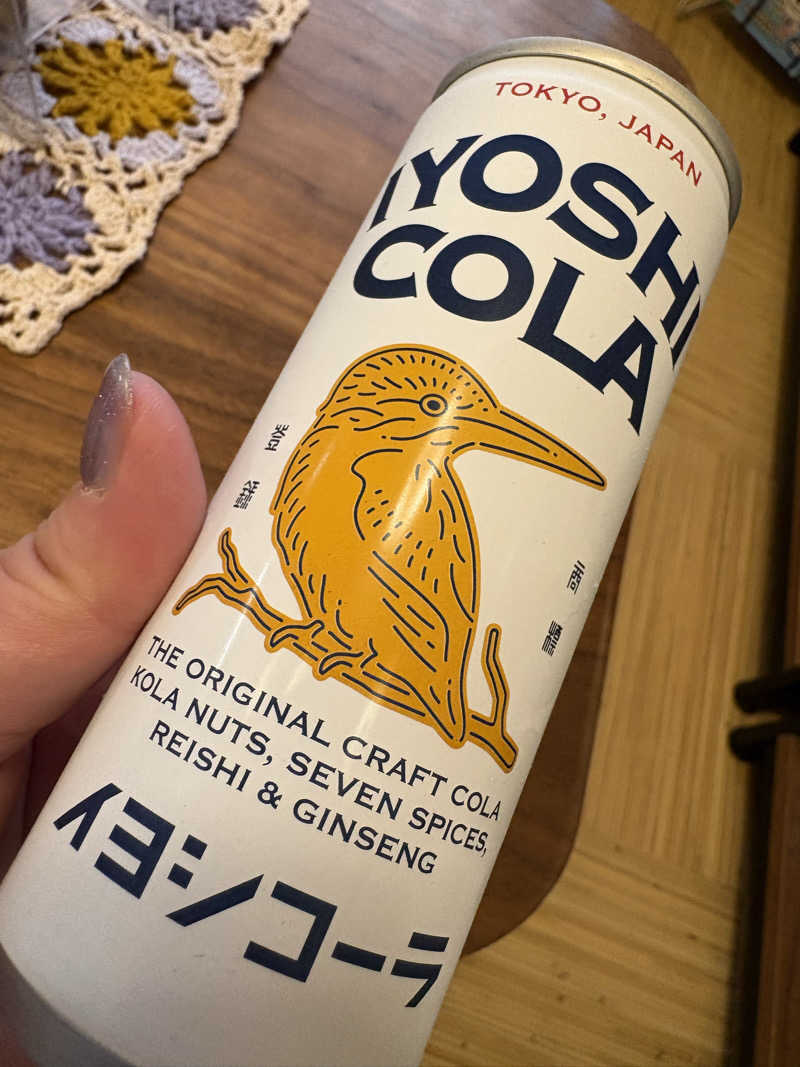 TOKYO, JAPAN
IYOSHI
COLA
THE ORIGINAL CRAFT COLA
KOLA NUTS, SEVEN SPICES,
REISHI & GINSENG
イヨシコーラ